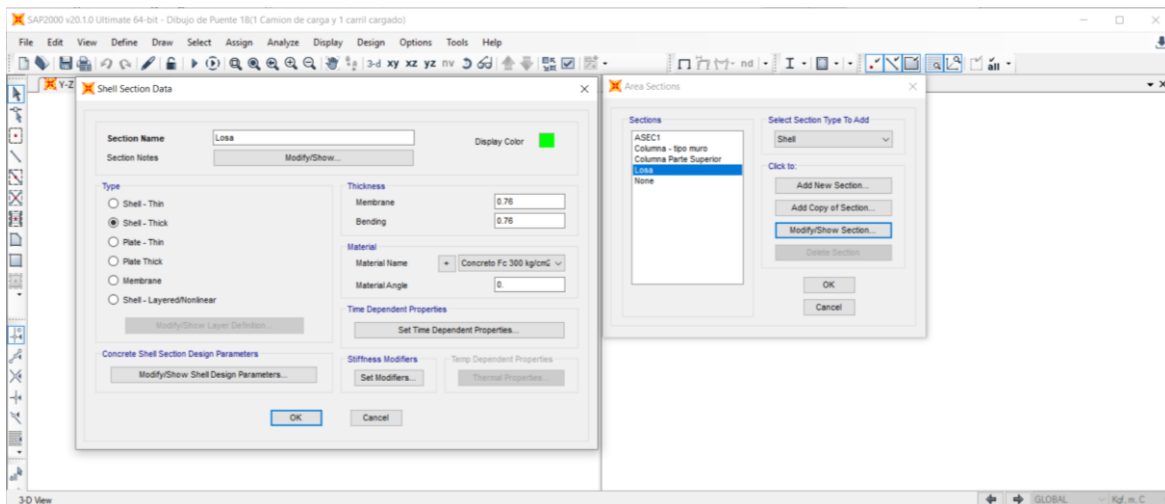 SAP2000 v20.1.0 Ultimate 64-bit - Dibujo de Puente 18(1 Camion de carga y 1 carril cargado)
File Edit View Define Draw Select Assign Analyze Display Design Options Tools Help
3-d xy xz yz nv nd all
Y-Z
Shell Section Data
Section Name Losa Display Color
Section Notes Modify/Show...
Type
Shell - Thin
Shell - Thick
Plate - Thin
Plate Thick
Membrane
Shell - Layered/Nonlinear
Modify/Show Layer Definition...
Thickness
Membrane 0.76
Bending 0.76
Material
Material Name + Concreto Fc 300 kg/cm2
Material Angle 0.
Time Dependent Properties
Set Time Dependent Properties...
Concrete Shell Section Design Parameters
Modify/Show Shell Design Parameters...
Stiffness Modifiers
Set Modifiers...
Temp Dependent Properties
Thermal Properties...
OK Cancel
Area Sections
Sections
ASEC1
Columna - tipo muro
Columna Parte Superior
Losa
None
Select Section Type To Add
Shell
Click to:
Add New Section...
Add Copy of Section...
Modify/Show Section...
Delete Section
OK
Cancel
3-D View
GLOBAL Kgf, m, C